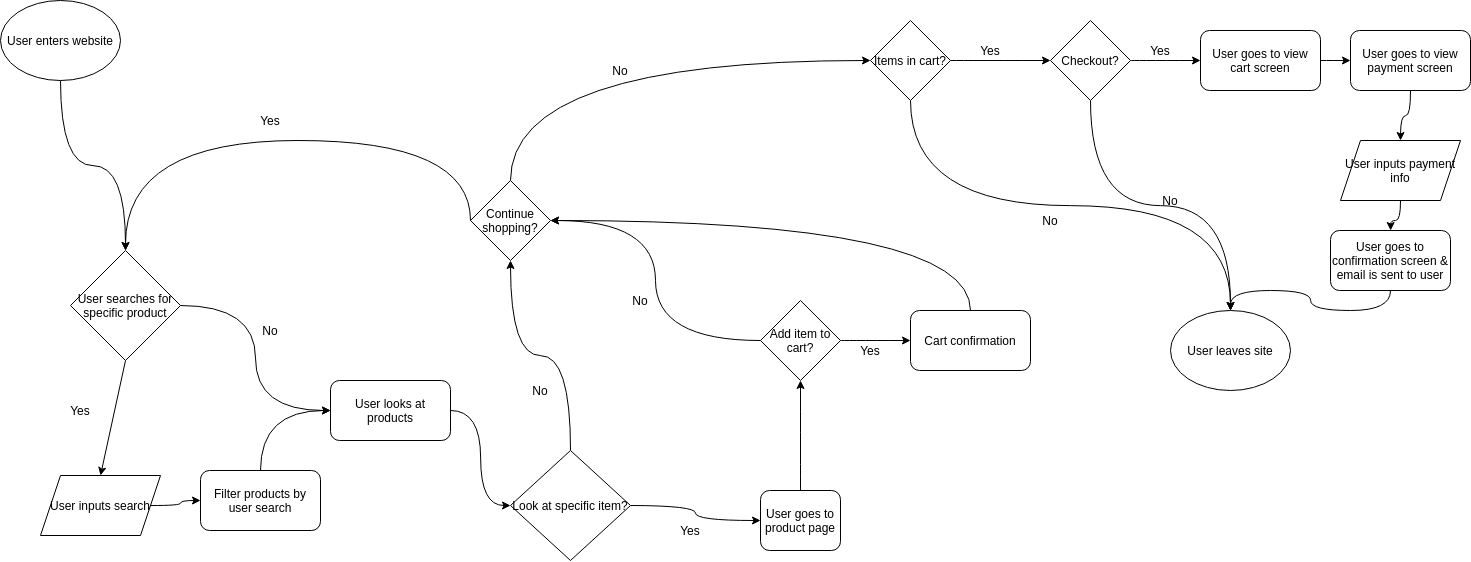 User enters website
Yes
No
Items in cart?
Yes
Checkout?
Yes
User goes to view
cart screen
User goes to view
payment screen
User inputs payment
info
Continue
shopping?
No
No
User goes to
confirmation screen &
email is sent to user
User searches for
specific product
No
No
Add item to
cart?
Yes
Cart confirmation
User leaves site
Yes
User looks at
products
No
User inputs search
Filter products by
user search
Look at specific item?
Yes
User goes to
product page